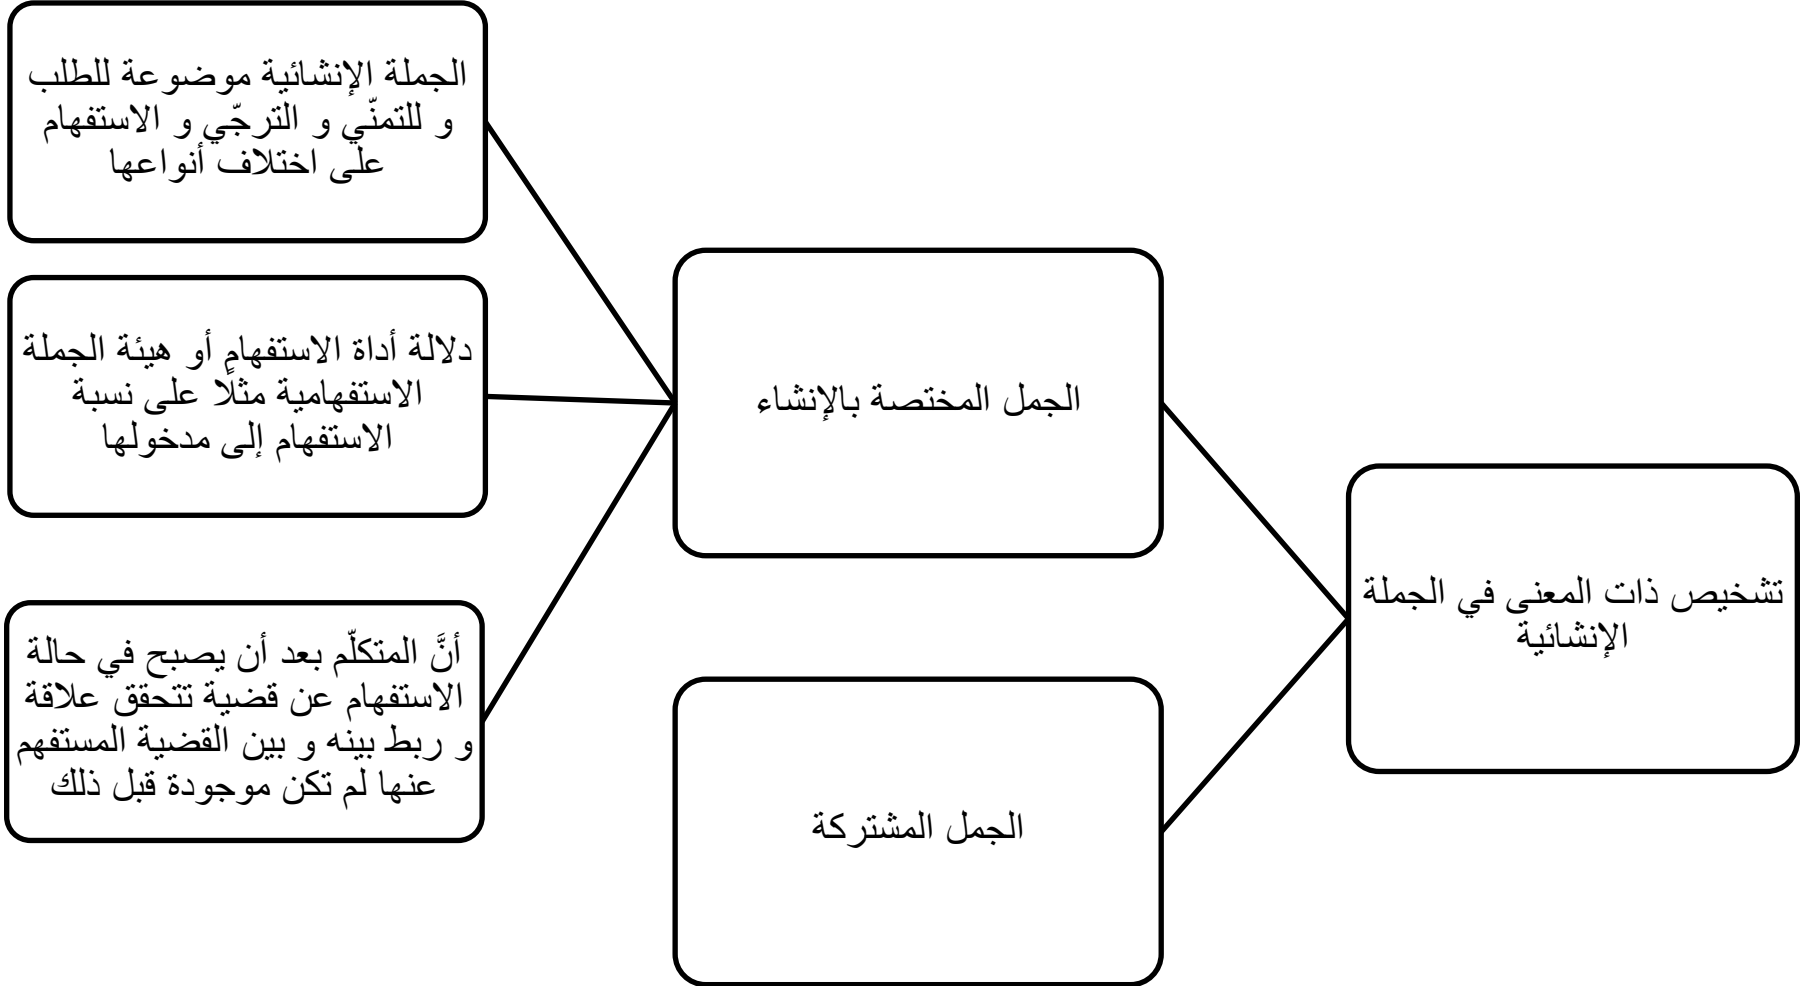 تشخيص ذات المعنى في الجملة
الإنشائية
الجمل المختصة بالإنشاء
الجملة الإنشائية موضوعة للطلب
و للتمنّي و الترجّي و الاستفهام
على اختلاف أنواعها
دلالة أداة الاستفهام أو هيئة الجملة
الاستفهامية مثلًا على نسبة
الاستفهام إلى مدخولها
أنَّ المتكلّم بعد أن يصبح في حالة
الاستفهام عن قضية تتحقق علاقة
و ربط بينه و بين القضية المستفهم
عنها لم تكن موجودة قبل ذلك
الجمل المشتركة